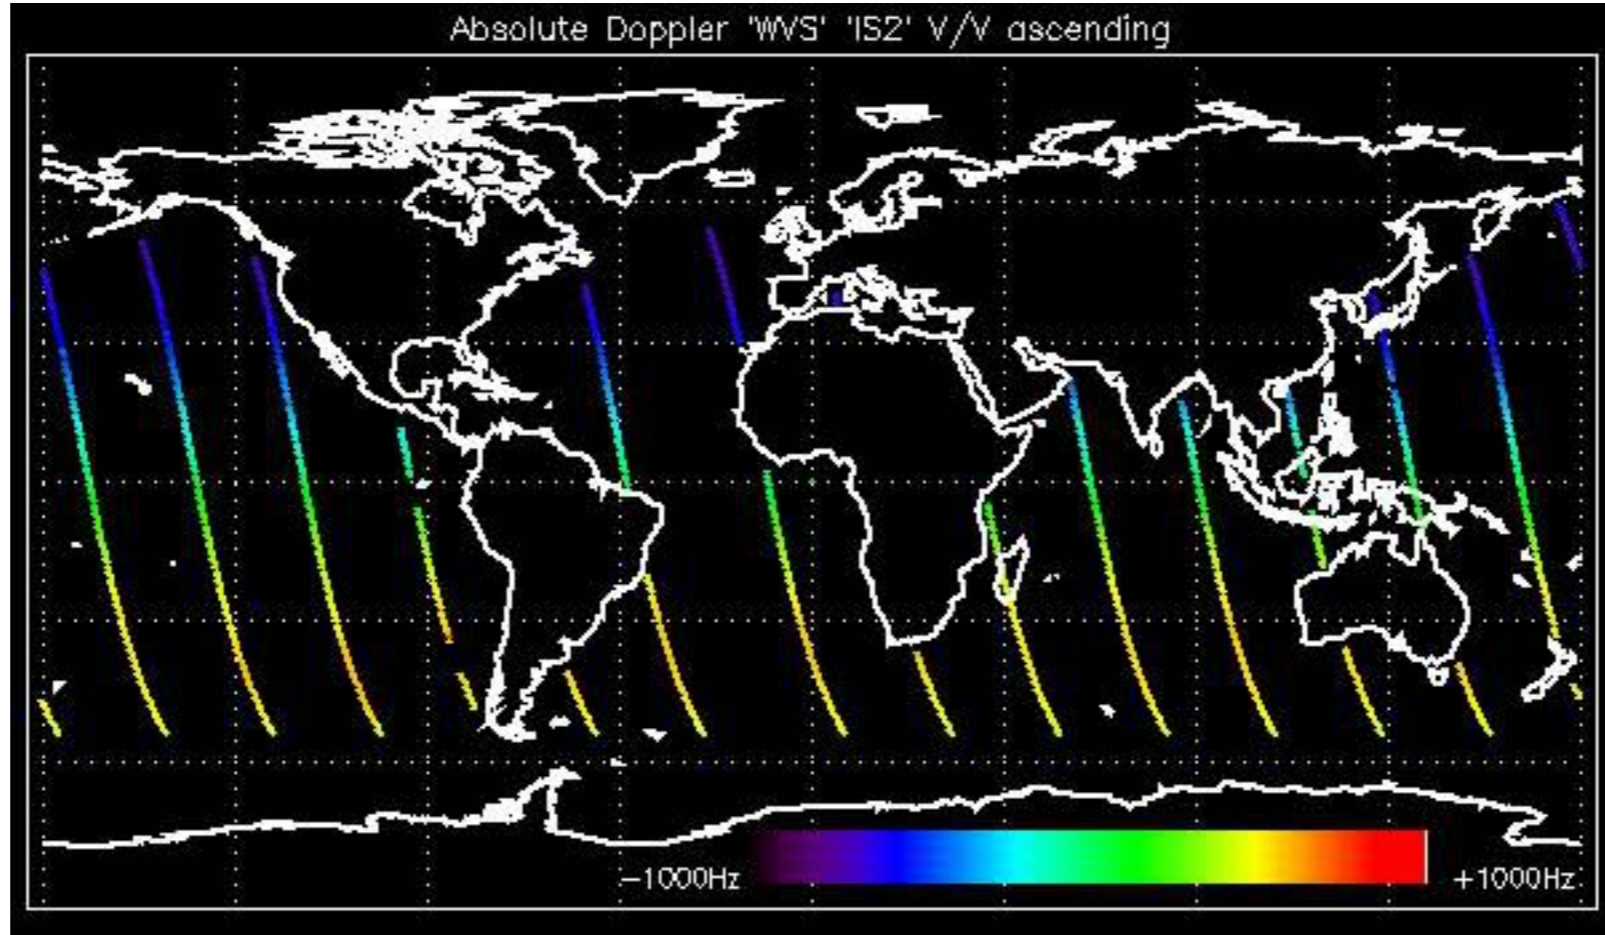 Absolute Doppler 'WVS' 'IS2' V/V ascending
-1000Hz
+1000Hz